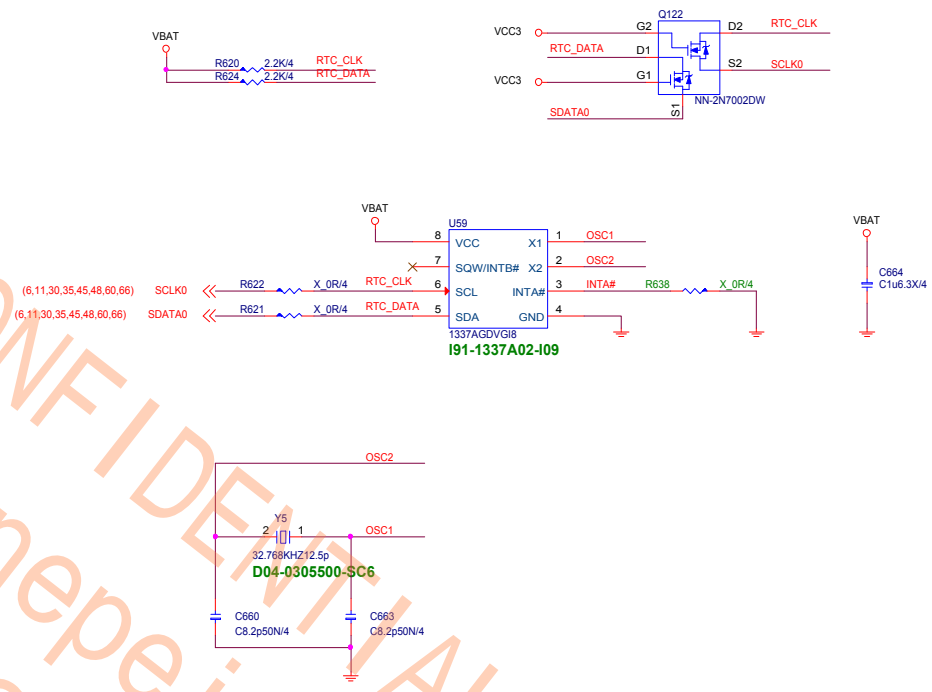 Q122
VCC3
G2
D2
RTC_CLK
VBAT
RTC_DATA
D1
R620
2.2K/4
RTC_CLK
S2
SCLK0
R624
2.2K/4
RTC_DATA
VCC3
G1
NN-2N7002DW
SDATA0
S1
VBAT
VBAT
U59
8
VCC
X1
1
OSC1
7
SQW/INTB#
X2
2
OSC2
C664
C1u6.3X/4
(6,11,30,35,45,48,60,66)
SCLK0
R622
X_0R/4
RTC_CLK
6
SCL
INTA#
3
INTA#
R638
X_0R/4
(6,11,30,35,45,48,60,66)
SDATA0
R621
X_0R/4
RTC_DATA
5
SDA
GND
4
1337AGDVGI8
I91-1337A02-I09
OSC2
Y5
2
1
OSC1
32.768KHZ12.5p
D04-0305500-SC6
C660
C8.2p50N/4
C663
C8.2p50N/4
ONFIDENTIAL
nepei